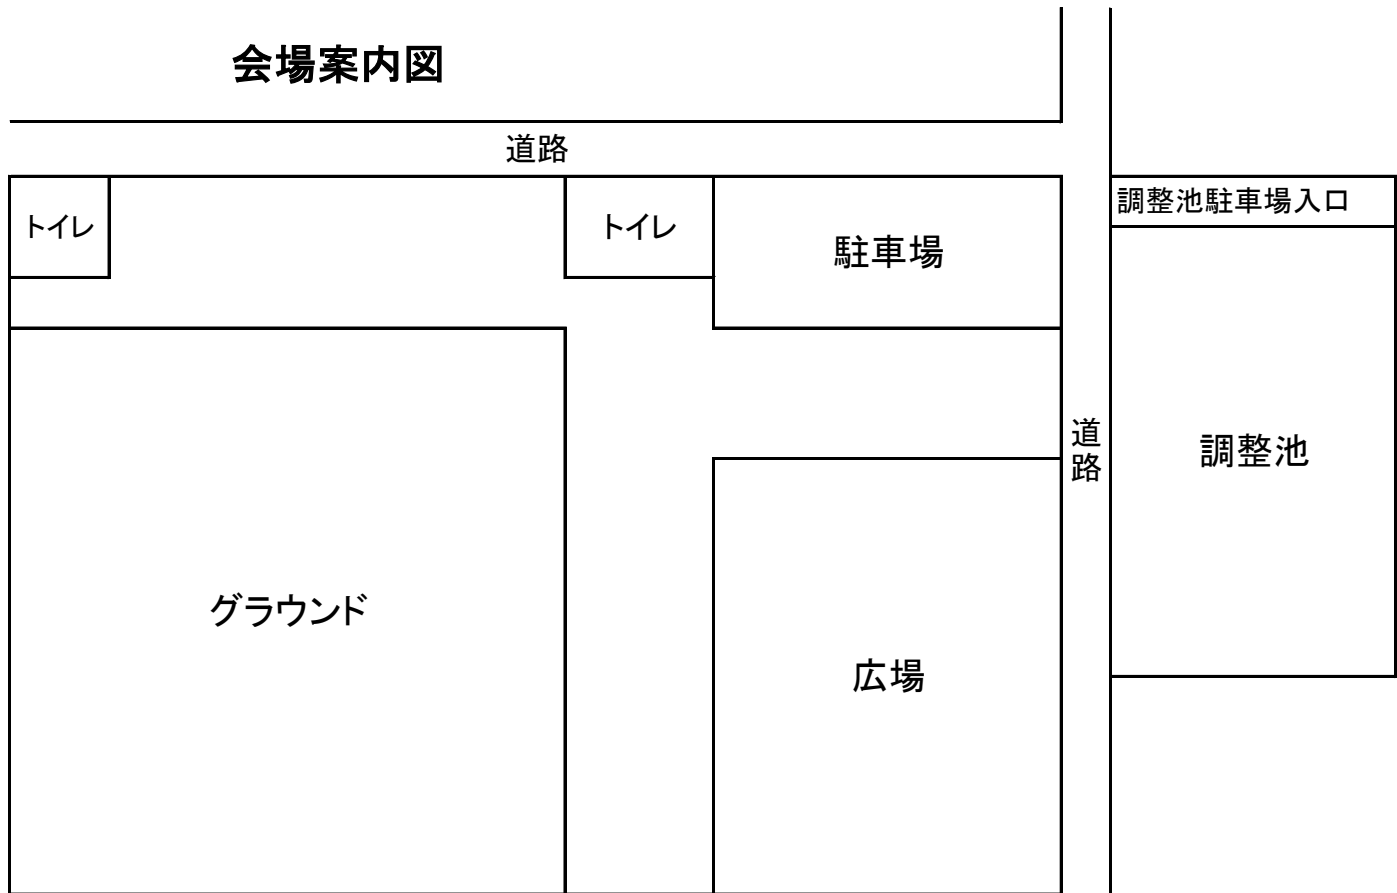 会場案内図
道路
トイレ
トイレ
駐車場
調整池駐車場入口
道路
調整池
グラウンド
広場